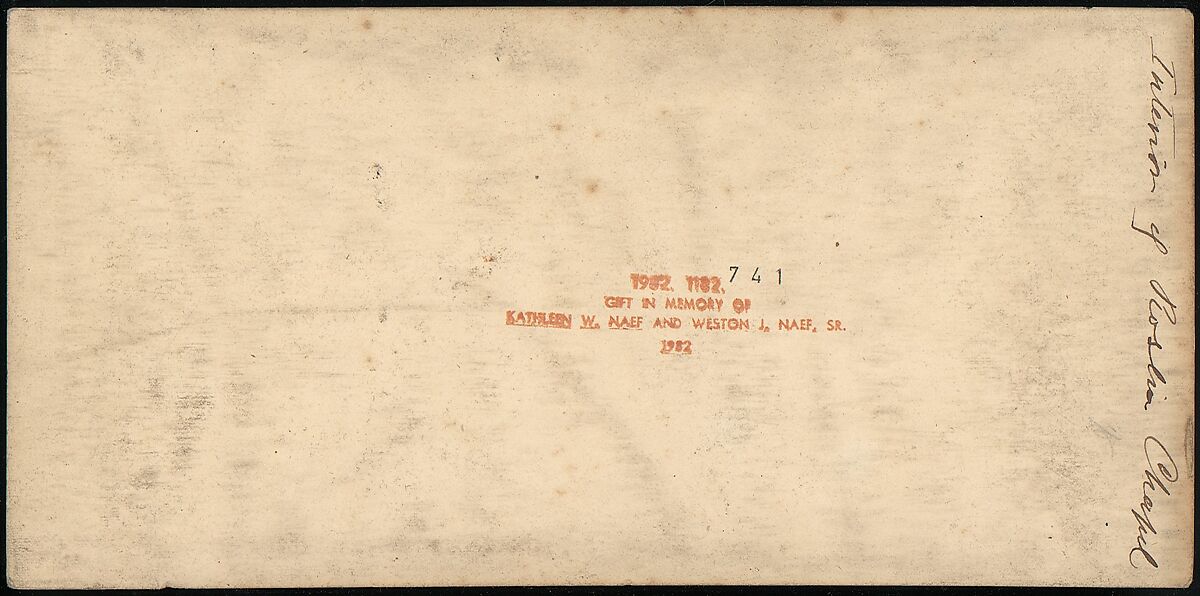 1982. 1182. 741
GIFT IN MEMORY OF
KATHLEEN W. NAEF AND WESTON J. NAEF, SR.
1982
Interior of Roslin Chapel